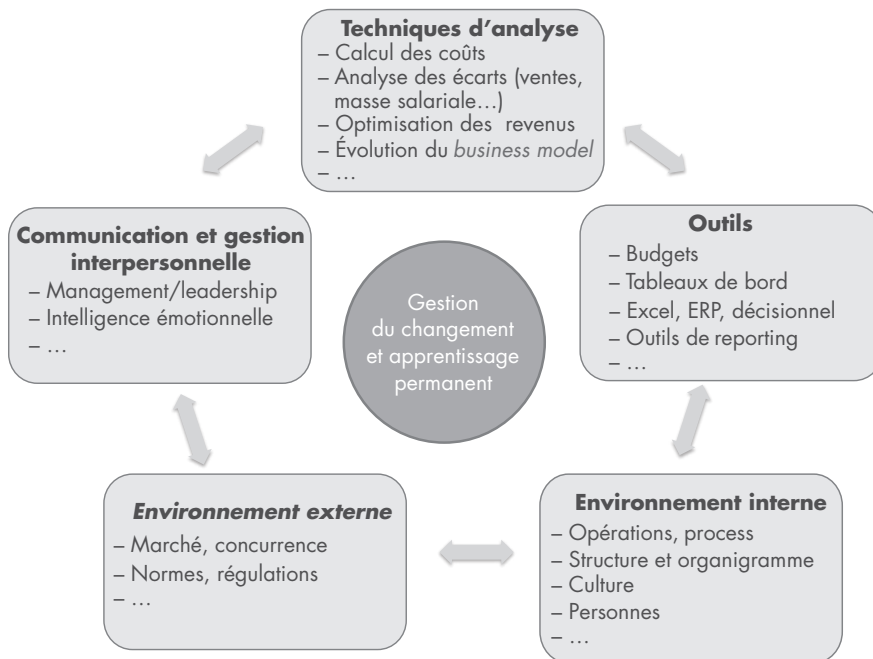 Techniques d’analyse
– Calcul des coûts
– Analyse des écarts (ventes,
masse salariale…)
– Optimisation des revenus
– Évolution du business model
– …
Communication et gestion
interpersonnelle
– Management/leadership
– Intelligence émotionnelle
– …
Gestion
du changement
et apprentissage
permanent
Outils
– Budgets
– Tableaux de bord
– Excel, ERP, décisionnel
– Outils de reporting
– …
Environnement externe
– Marché, concurrence
– Normes, régulations
– …
Environnement interne
– Opérations, process
– Structure et organigramme
– Culture
– Personnes
– …